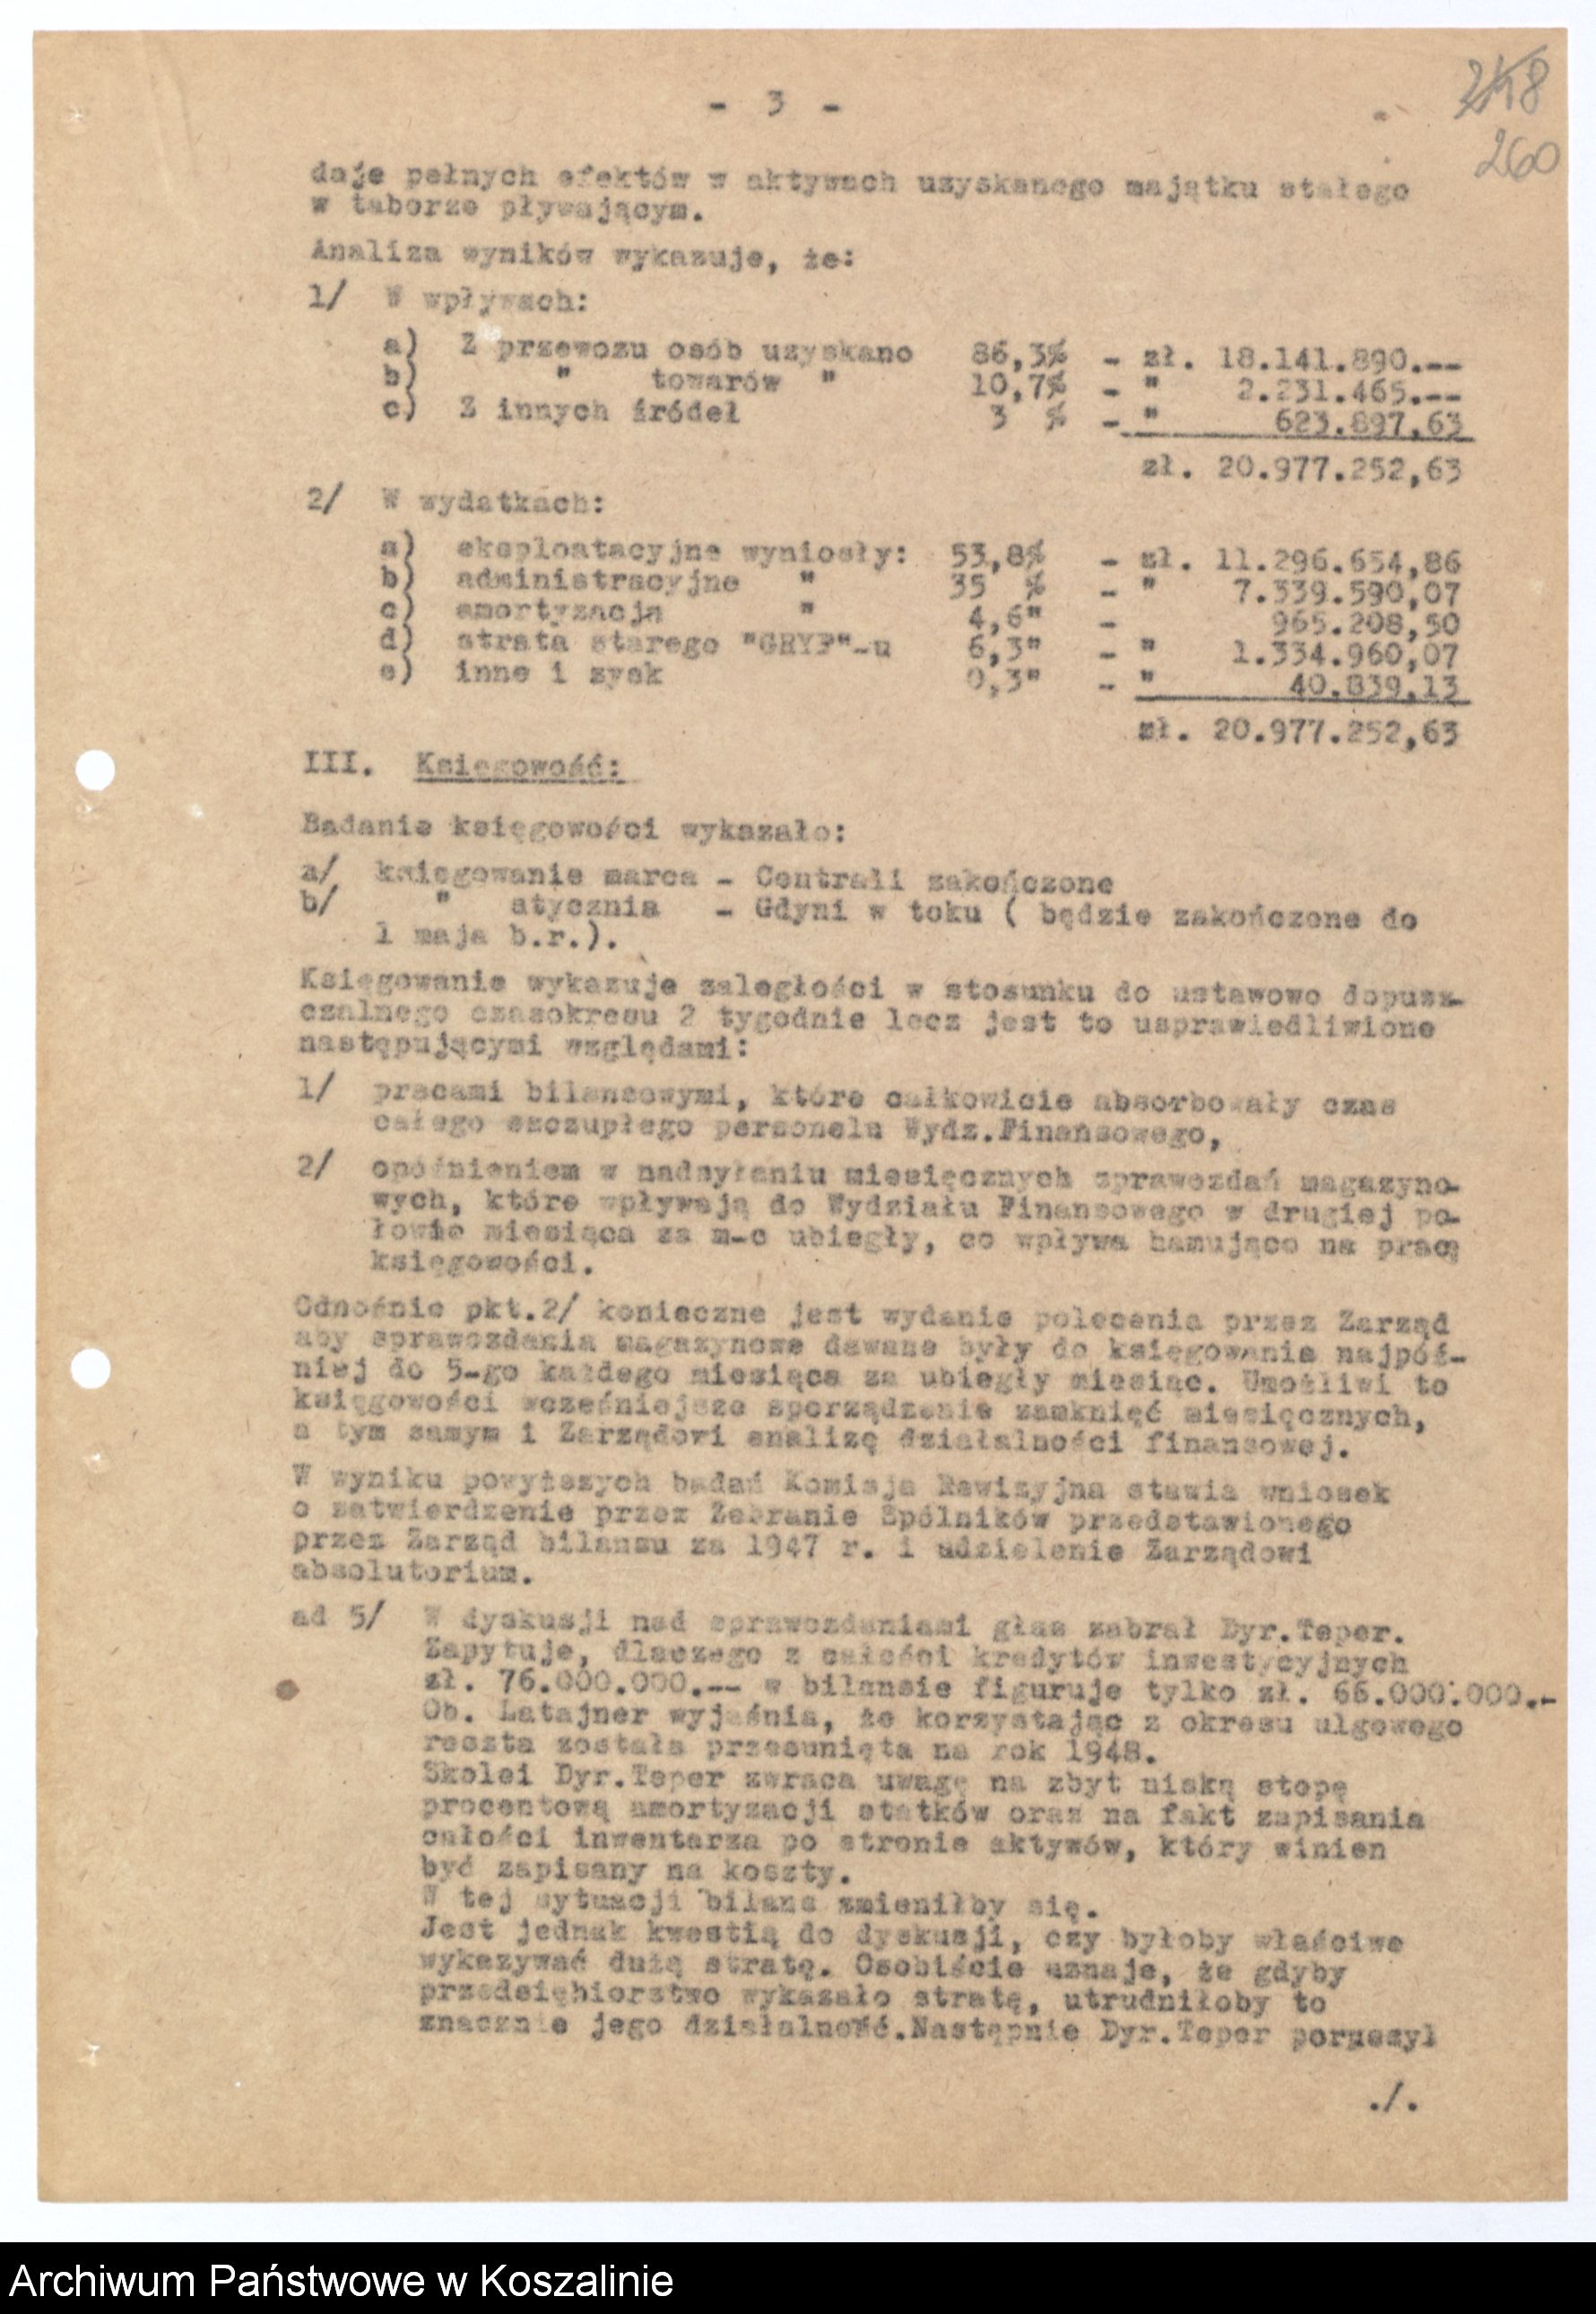 - 3 -
218
260
daje pełnych efektów w aktywach uzyskanego majątku stałego
w taborze pływającym.
Analiza wyników wykazuje, że:
1/ W wpływach:
a) Z przewozu osób uzyskano 86,3% - zł. 18.141.890.--
b) " towarów " 10,7% - " 2.231.465.--
c) Z innych źródeł 3 % - " 623.897,63
zł. 20.977.252,63
2/ W wydatkach:
a) eksploatacyjne wyniosły: 53,8% - zł. 11.296.654,86
b) administracyjne " 35 % - " 7.339.590,07
c) amortyzacja " 4,6" - 965.208,50
d) strata starego "GRYF"-u 6,3" - " 1.334.960,07
e) inne i zysk 0,3" - " 40.839,13
zł. 20.977.252,63
III. Księgowość:
Badanie księgowości wykazało:
a/ księgowanie marca - Centrali zakończone
b/ " stycznia - Gdyni w toku ( będzie zakończone do
1 maja b.r.).
Księgowanie wykazuje zaległości w stosunku do ustawowo dopusz-
czalnego czasokresu 2 tygodnie lecz jest to usprawiedliwione
następującymi względami:
1/ pracami bilansowymi, które całkowicie absorbowały czas
całego szczupłego personelu Wydz.Finansowego,
2/ opóźnieniem w nadsyłaniu miesięcznych sprawozdań magazyno-
wych, które wpływają do Wydziału Finansowego w drugiej po-
łowie miesiąca za m-c ubiegły, co wpływa hamująco na pracę
księgowości.
Odnośnie pkt.2/ konieczne jest wydanie polecenia przez Zarząd
aby sprawozdania magazynowe dawane były do księgowania najpóź-
niej do 5-go każdego miesiąca za ubiegły miesiąc. Umożliwi to
księgowości wcześniejsze sporządzenie zamknięć miesięcznych,
a tym samym i Zarządowi analizę działalności finansowej.
W wyniku powyższych badań Komisja Rewizyjna stawia wniosek
o zatwierdzenie przez Zebranie Spólników przedstawionego
przez Zarząd bilansu za 1947 r. i udzielenie Zarządowi
absolutorium.
ad 5/ W dyskusji nad sprawozdaniami głos zabrał Dyr.Teper.
Zapytuje, dlaczego z całości kredytów inwestycyjnych
zł. 76.000.000.-- w bilansie figuruje tylko zł. 66.000.000.-
Ob. Latajner wyjaśnia, że korzystając z okresu ulgowego
reszta została przesunięta na rok 1948.
Skolei Dyr.Teper zwraca uwagę na zbyt niską stopę
procentową amortyzacji statków oraz na fakt zapisania
całości inwentarza po stronie aktywów, który winien
być zapisany na koszty.
W tej sytuacji bilans zmieniłby się.
Jest jednak kwestią do dyskusji, czy byłoby właściwe
wykazywać dużą stratę. Osobiście uznaje, że gdyby
przedsiębiorstwo wykazało stratę, utrudniłoby to
znacznie jego działalność.Następnie Dyr.Teper poruszył
./.
Archiwum Państwowe w Koszalinie